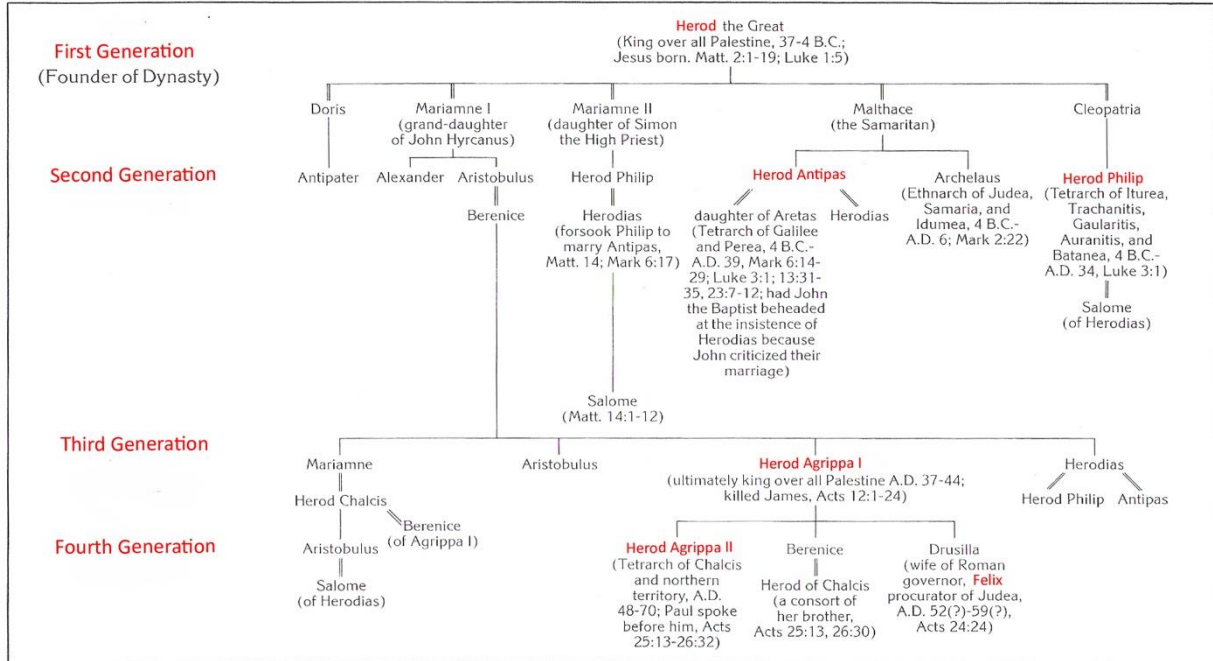 Herod the Great
(King over all Palestine, 37-4 B.C.;
Jesus born. Matt. 2:1-19; Luke 1:5)
First Generation
(Founder of Dynasty)
Doris
Mariamne I
(grand-daughter
of John Hyrcanus)
Mariamne II
(daughter of Simon
the High Priest)
Malthace
(the Samaritan)
Cleopatria
Second Generation
Antipater
Alexander
Aristobulus
Berenice
Herod Philip
Herodias
(forsook Philip to
marry Antipas,
Matt. 14; Mark 6:17)
Herod Antipas
daughter of Aretas
(Tetrarch of Galilee
and Perea, 4 B.C.-
A.D. 39, Mark 6:14-
29; Luke 3:1; 13:31-
35, 23:7-12; had John
the Baptist beheaded
at the insistence of
Herodias because
John criticized their
marriage)
Herodias
Archelaus
(Ethnarch of Judea,
Samaria, and
Idumea, 4 B.C.-
A.D. 6; Mark 2:22)
Herod Philip
(Tetrarch of Iturea,
Trachanitis,
Gaularitis,
Auranitis, and
Batanea, 4 B.C.-
A.D. 34, Luke 3:1)
Salome
(of Herodias)
Salome
(Matt. 14:1-12)
Third Generation
Mariamne
Herod Chalcis
Berenice
(of Agrippa I)
Aristobulus
Herod Agrippa I
(ultimately king over all Palestine A.D. 37-44;
killed James, Acts 12:1-24)
Herodias
Herod Philip
Antipas
Fourth Generation
Aristobulus
Salome
(of Herodias)
Herod Agrippa II
(Tetrarch of Chalcis
and northern
territory, A.D.
48-70; Paul spoke
before him, Acts
25:13-26:32)
Berenice
Herod of Chalcis
(a consort of
her brother,
Acts 25:13, 26:30)
Drusilla
(wife of Roman
governor, Felix
procurator of Judea,
A.D. 52(?)-59(?),
Acts 24:24)